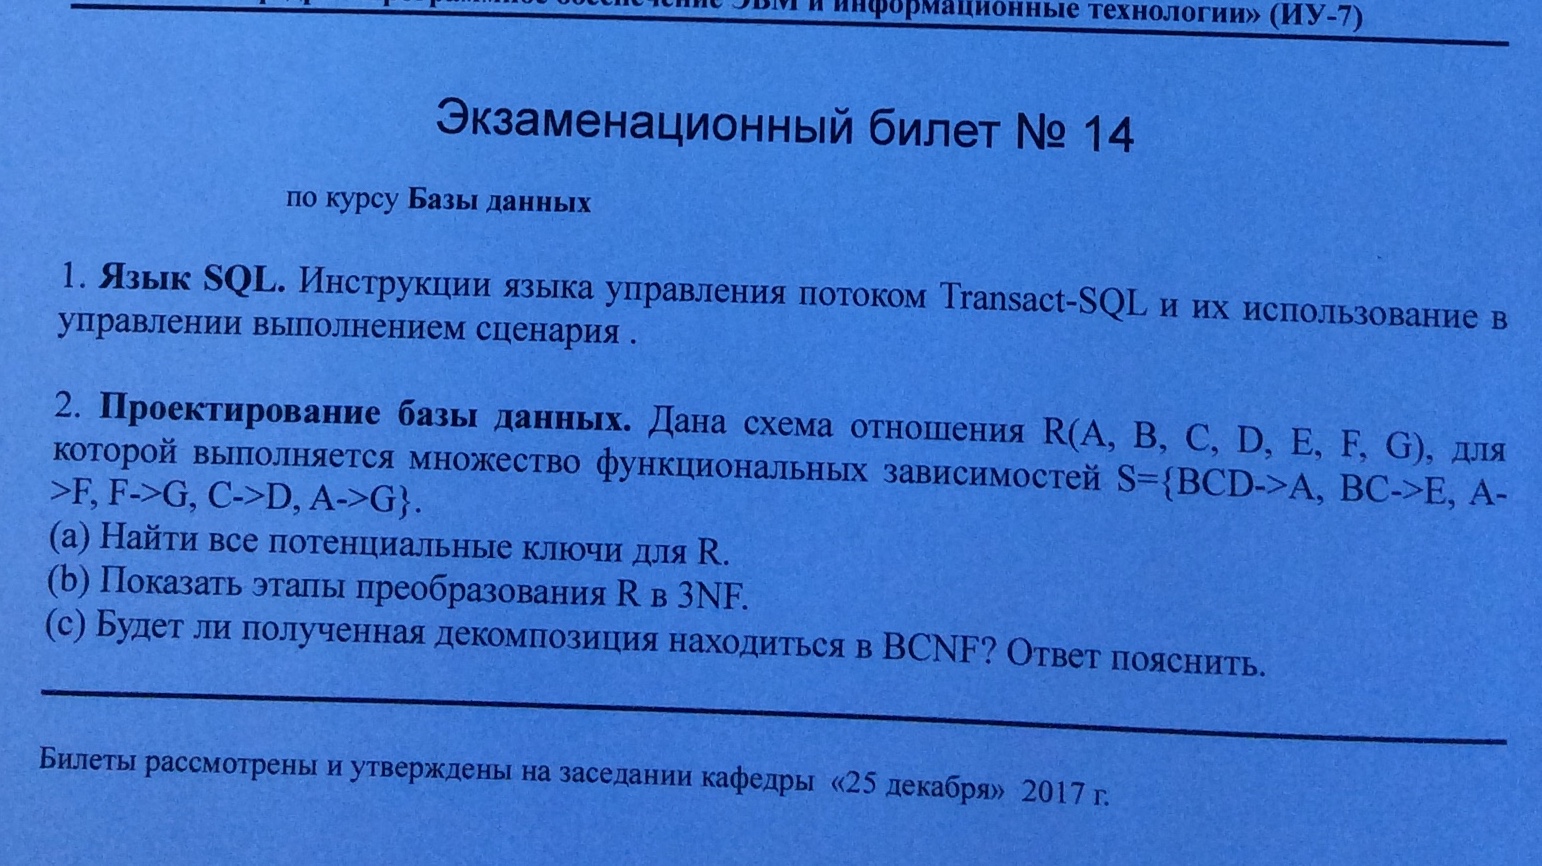 программное обеспечение ЭВМ и информационные технологии» (ИУ-7)
Экзаменационный билет № 14
по курсу Базы данных
1. Язык SQL. Инструкции языка управления потоком Transact-SQL и их использование в
управлении выполнением сценария .
2. Проектирование базы данных. Дана схема отношения R(A, B, C, D, E, F, G), для
которой выполняется множество функциональных зависимостей S={BCD->A, BC->E, A-
>F, F->G, C->D, A->G}.
(a) Найти все потенциальные ключи для R.
(b) Показать этапы преобразования R в 3NF.
(c) Будет ли полученная декомпозиция находиться в BCNF? Ответ пояснить.
Билеты рассмотрены и утверждены на заседании кафедры «25 декабря» 2017 г.